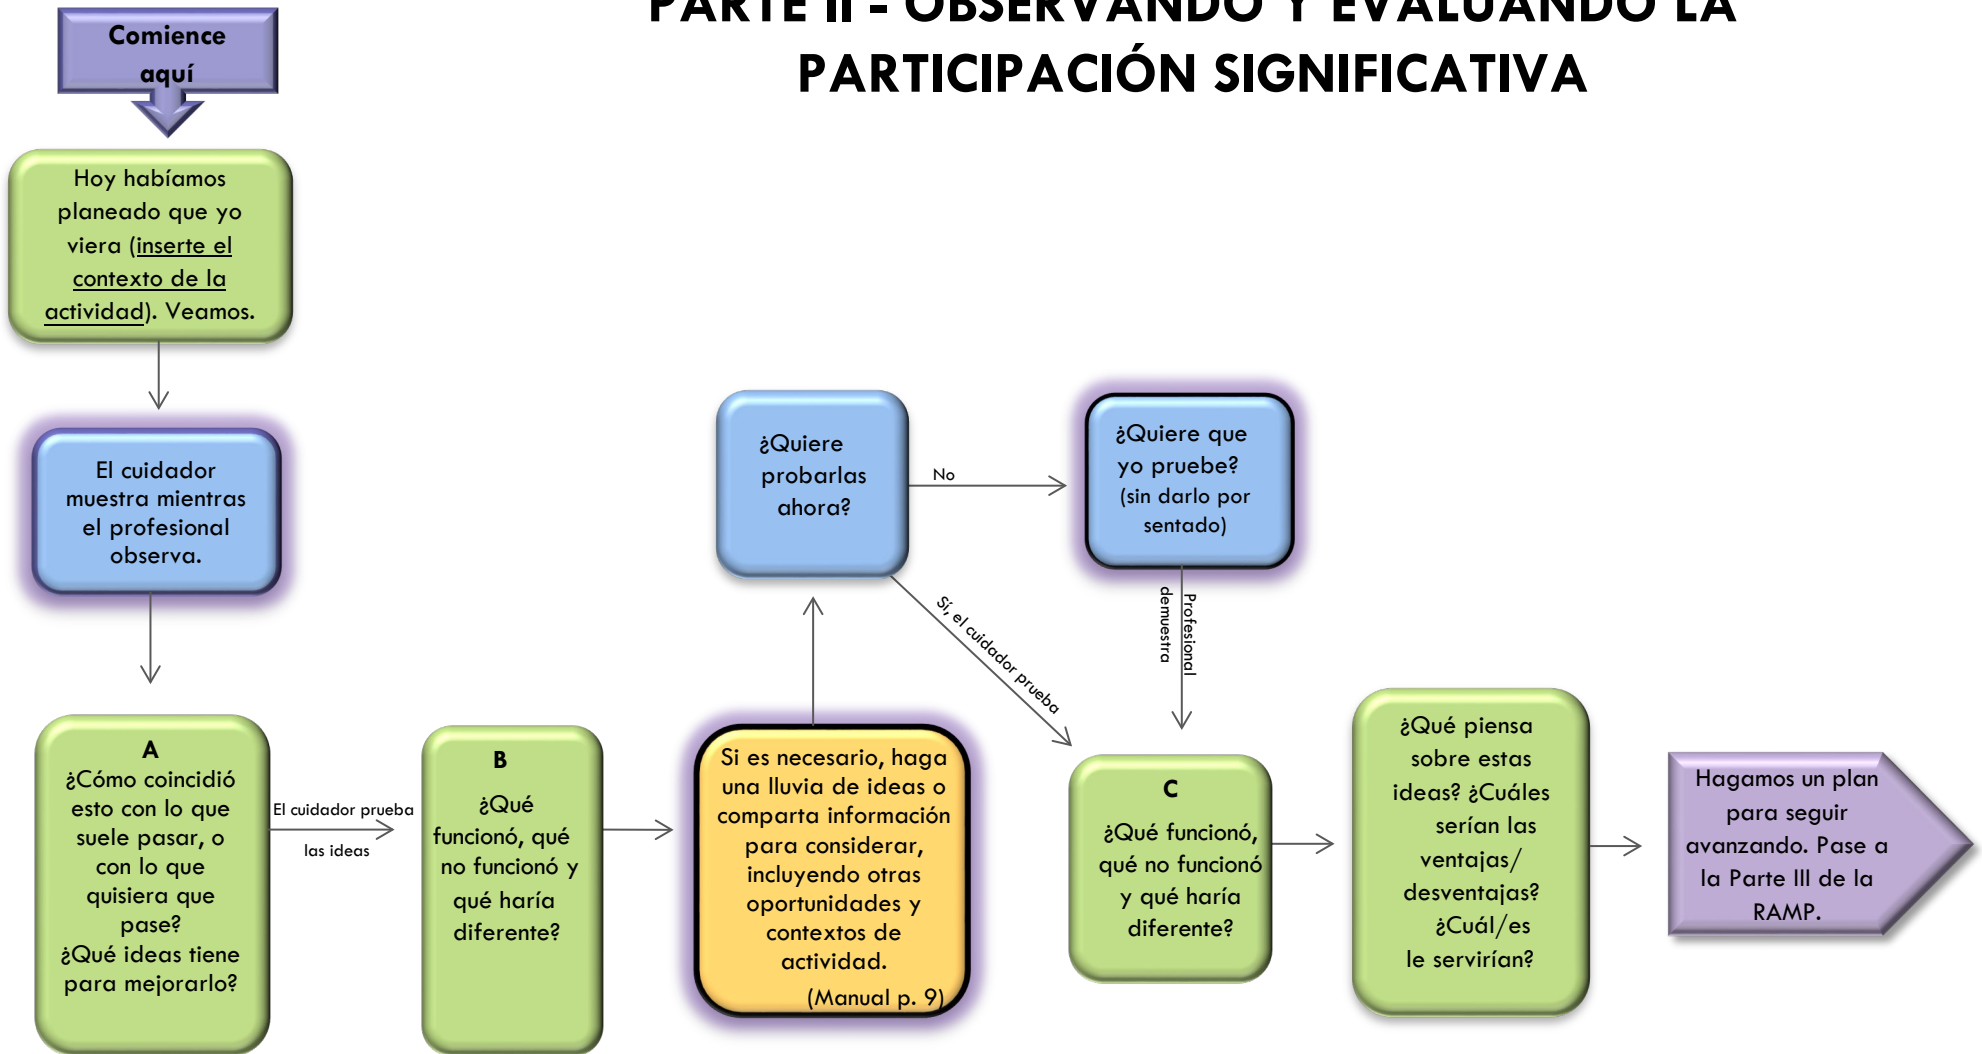 PARTE II - OBSERVANDO Y EVALUANDO LA
PARTICIPACIÓN SIGNIFICATIVA
Comience
aquí
Hoy habíamos
planeado que yo
viera (inserte el
contexto de la
actividad). Veamos.
El cuidador
muestra mientras
el profesional
observa.
A
¿Cómo coincidió
esto con lo que
suele pasar, o
con lo que
quisiera que
pase?
¿Qué ideas tiene
para mejorarlo?
El cuidador prueba
las ideas
B
¿Qué
funcionó, qué
no funcionó y
qué haría
diferente?
Si es necesario, haga
una lluvia de ideas o
comparta información
para considerar,
incluyendo otras
oportunidades y
contextos de
actividad.
(Manual p. 9)
¿Quiere
probarlas
ahora?
No
¿Quiere que
yo pruebe?
(sin darlo por
sentado)
Sí, el cuidador prueba
Profesional
demuestra
C
¿Qué funcionó,
qué no funcionó
y qué haría
diferente?
¿Qué piensa
sobre estas
ideas? ¿Cuáles
serían las
ventajas/
desventajas?
¿Cuál/es
le servirían?
Hagamos un plan
para seguir
avanzando. Pase a
la Parte III de la
RAMP.